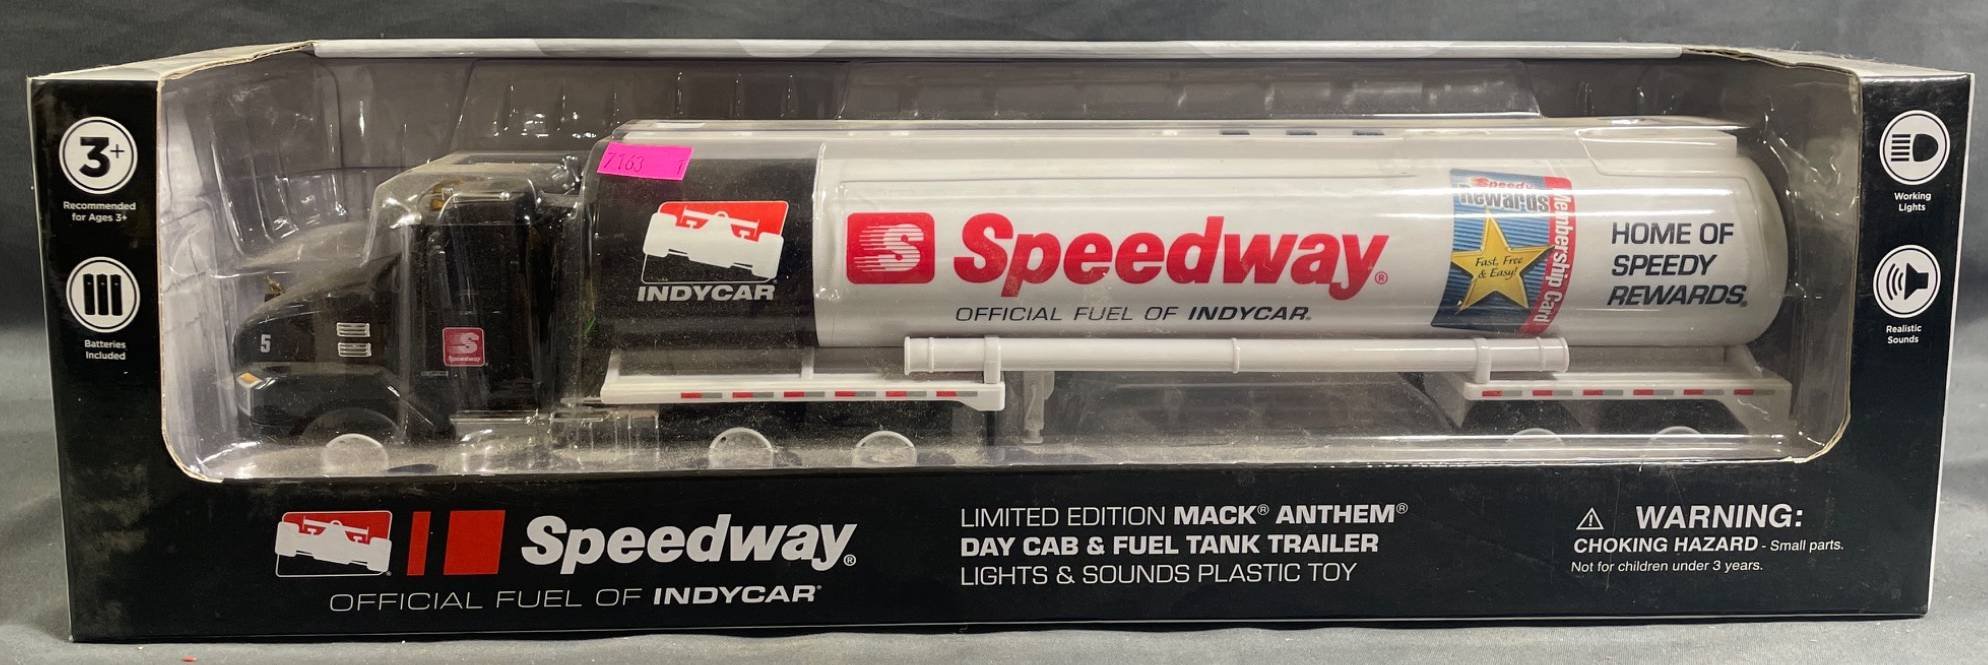 3+
Recommended
for Ages 3+
Batteries
Included
7163 1
5
S
Speedway
INDYCAR
S Speedway®
OFFICIAL FUEL OF INDYCAR®
Speedy
Rewards
Membership Card
Fast, Free
& Easy!
HOME OF
SPEEDY
REWARDS®
Working
Lights
Realistic
Sounds
Speedway®
OFFICIAL FUEL OF INDYCAR®
LIMITED EDITION MACK® ANTHEM®
DAY CAB & FUEL TANK TRAILER
LIGHTS & SOUNDS PLASTIC TOY
WARNING:
CHOKING HAZARD - Small parts.
Not for children under 3 years.